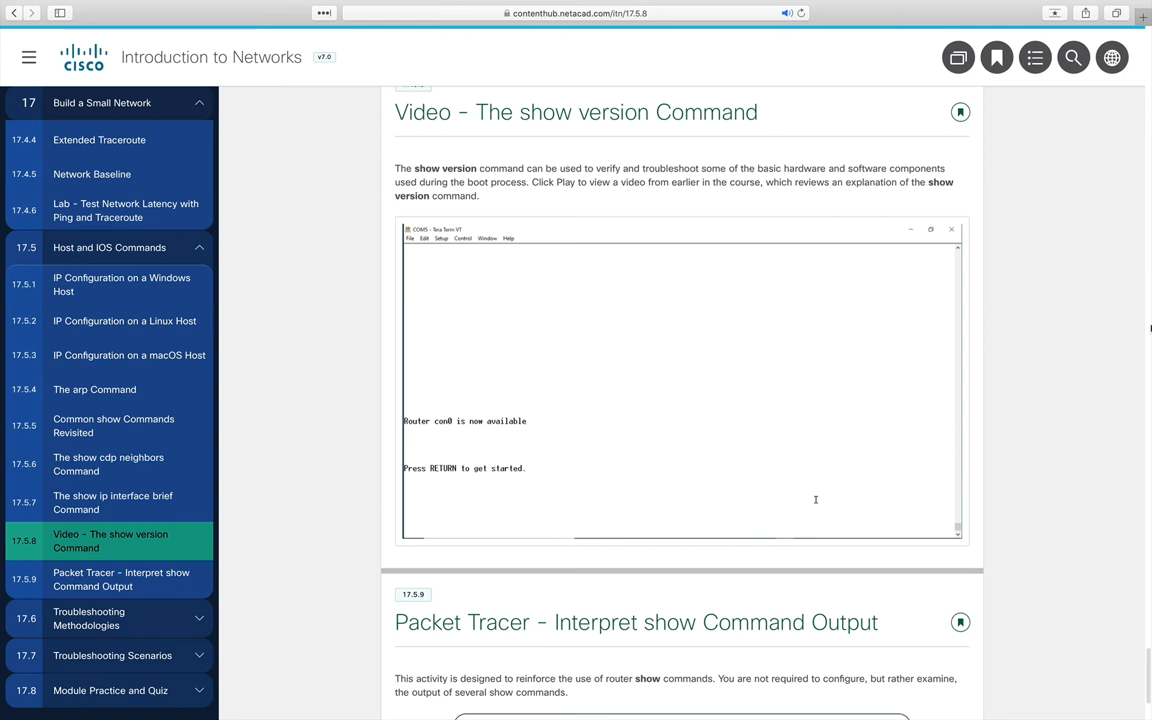 contenthub.netacad.com/itn/17.5.8
CISCO
Introduction to Networks
v7.0
17 Build a Small Network
17.4.4 Extended Traceroute
17.4.5 Network Baseline
17.4.6 Lab - Test Network Latency with
Ping and Traceroute
17.5 Host and IOS Commands
17.5.1 IP Configuration on a Windows
Host
17.5.2 IP Configuration on a Linux Host
17.5.3 IP Configuration on a macOS Host
17.5.4 The arp Command
17.5.5 Common show Commands
Revisited
17.5.6 The show cdp neighbors
Command
17.5.7 The show ip interface brief
Command
17.5.8 Video - The show version
Command
17.5.9 Packet Tracer - Interpret show
Command Output
17.6 Troubleshooting
Methodologies
17.7 Troubleshooting Scenarios
17.8 Module Practice and Quiz
Video - The show version Command
The show version command can be used to verify and troubleshoot some of the basic hardware and software components
used during the boot process. Click Play to view a video from earlier in the course, which reviews an explanation of the show
version command.
COM5 - Tera Term VT
File Edit Setup Control Window Help
Router con0 is now available
Press RETURN to get started.
17.5.9
Packet Tracer - Interpret show Command Output
This activity is designed to reinforce the use of router show commands. You are not required to configure, but rather examine,
the output of several show commands.